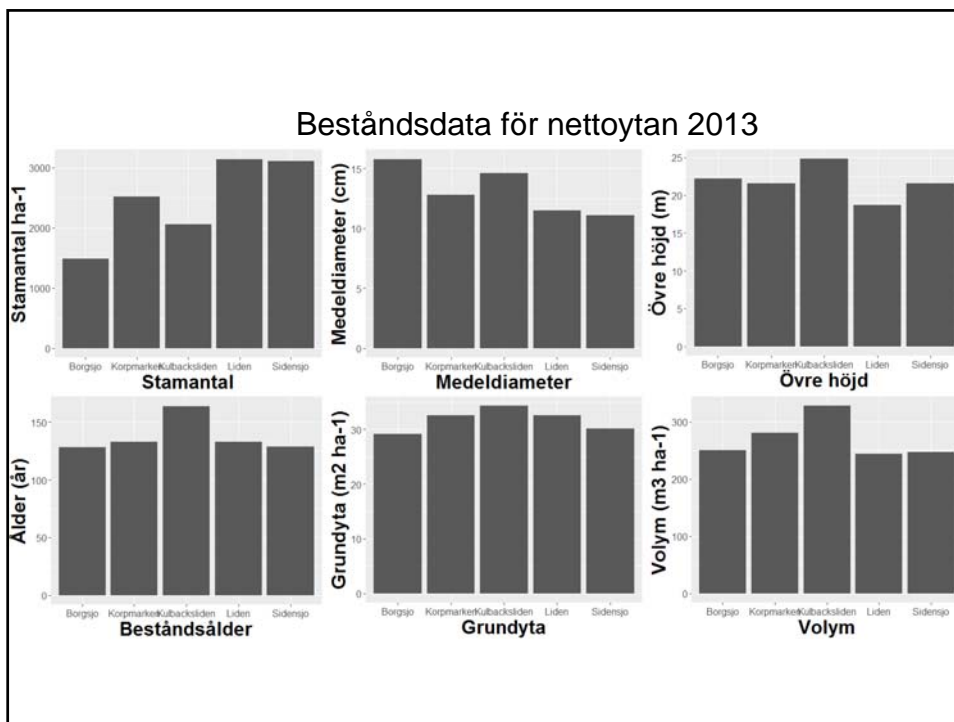 Beståndsdata för nettoytan 2013
Stamantal ha-1
3000
2000
1000
0
Borgsjo Korpmarken Kulbacksliden Liden Sidensjo
Stamantal
Medeldiameter (cm)
15
10
5
0
Borgsjo Korpmarken Kulbacksliden Liden Sidensjo
Medeldiameter
Övre höjd (m)
25
20
15
10
5
0
Borgsjo Korpmarken Kulbacksliden Liden Sidensjo
Övre höjd
Ålder (år)
150
100
50
0
Borgsjo Korpmarken Kulbacksliden Liden Sidensjo
Beståndsålder
Grundyta (m2 ha-1)
30
20
10
0
Borgsjo Korpmarken Kulbacksliden Liden Sidensjo
Grundyta
Volym (m3 ha-1)
300
200
100
0
Borgsjo Korpmarken Kulbacksliden Liden Sidensjo
Volym